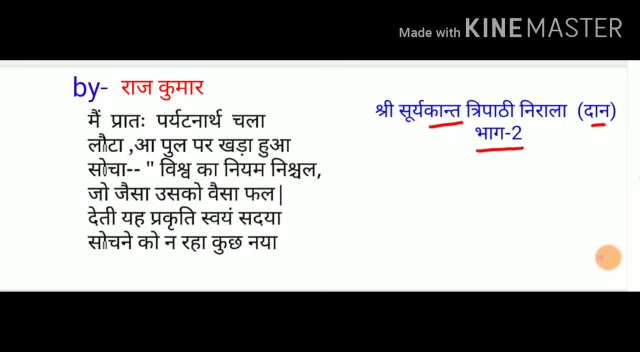 Made with KINEMASTER
by- राज कुमार
मैं प्रातः पर्यटनार्थ चला
लौटा ,आ पुल पर खड़ा हुआ
सोचा-- " विश्व का नियम निश्चल,
जो जैसा उसको वैसा फल|
देती यह प्रकृति स्वयं सदया
सोचने को न रहा कुछ नया
श्री सूर्यकान्त त्रिपाठी निराला (दान)
भाग-2